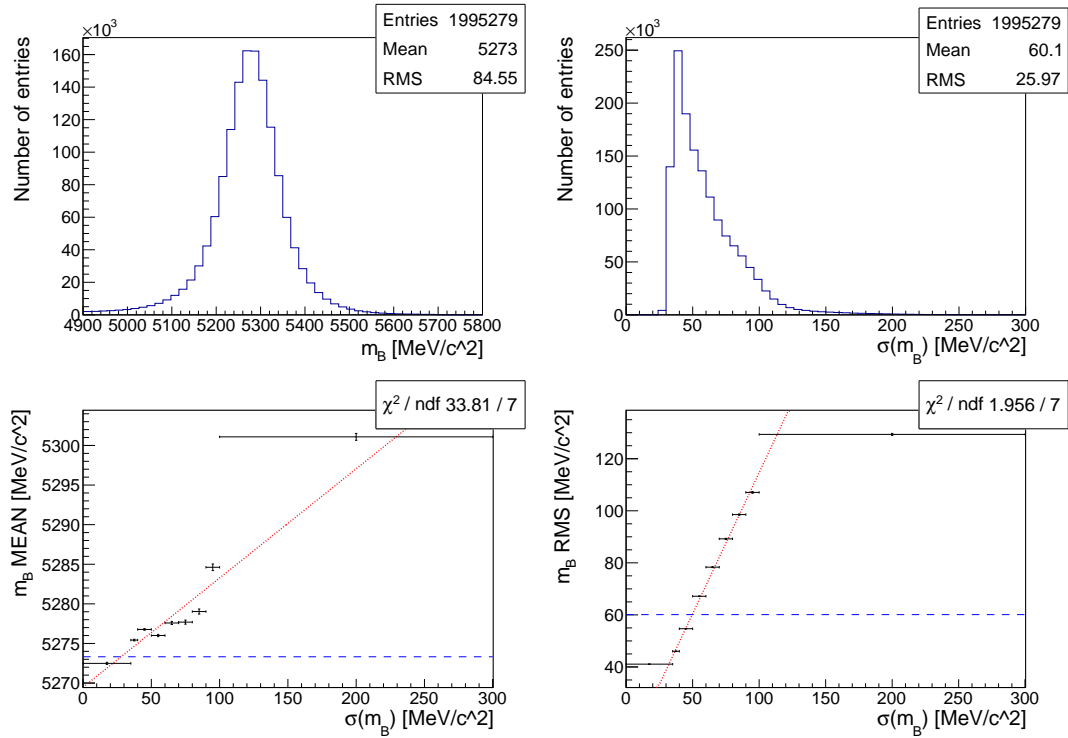 Entries 1995279
Mean 5273
RMS 84.55
×10³
Number of entries
160
140
120
100
80
60
40
20
0
4900 5000 5100 5200 5300 5400 5500 5600 5700 5800
m_B [MeV/c^2]
Entries 1995279
Mean 60.1
RMS 25.97
×10³
Number of entries
250
200
150
100
50
0
0 50 100 150 200 250 300
σ(m_B) [MeV/c^2]
χ² / ndf 33.81 / 7
m_B MEAN [MeV/c^2]
5300
5295
5290
5285
5280
5275
5270
0 50 100 150 200 250 300
σ(m_B) [MeV/c^2]
χ² / ndf 1.956 / 7
m_B RMS [MeV/c^2]
120
100
80
60
40
0 50 100 150 200 250 300
σ(m_B) [MeV/c^2]